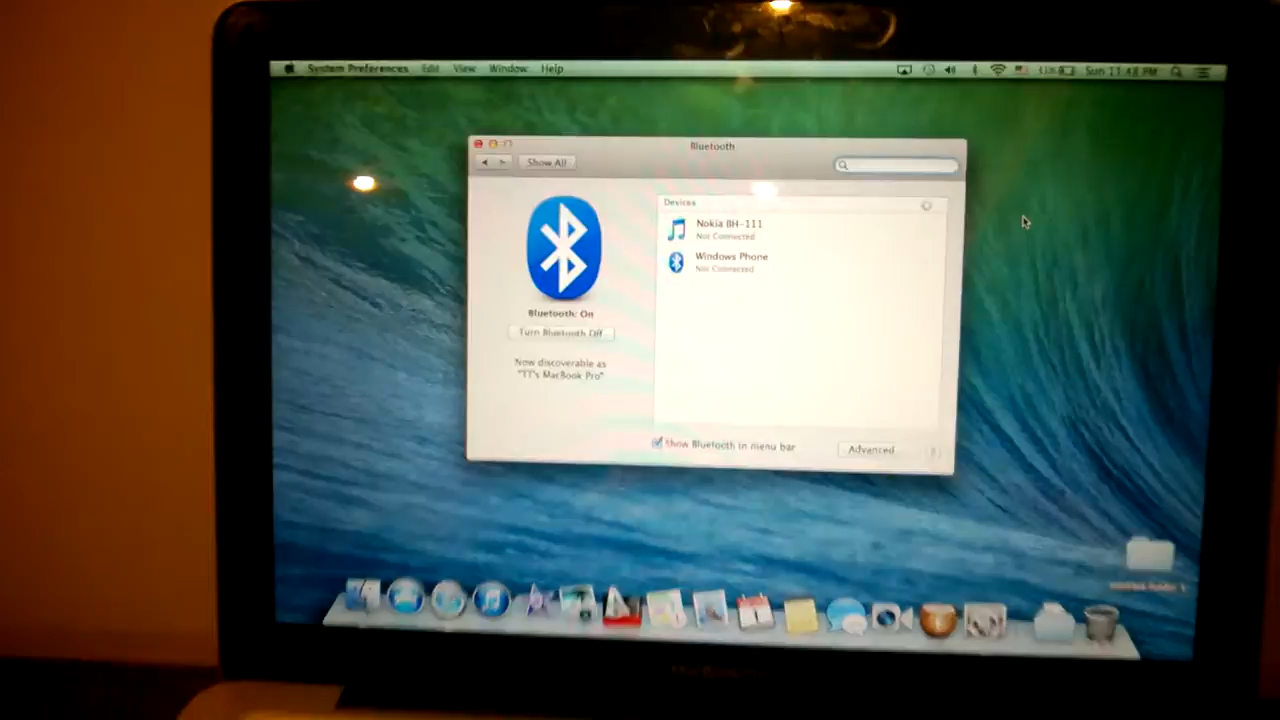 System Preferences Edit View Window Help
Sun 11:43 PM
Bluetooth
Show All
Devices
Nokia BH-111
Not Connected
Windows Phone
Not Connected
Bluetooth: On
Turn Bluetooth Off
Now discoverable as
"TT's MacBook Pro"
Show Bluetooth in menu bar
Advanced
?